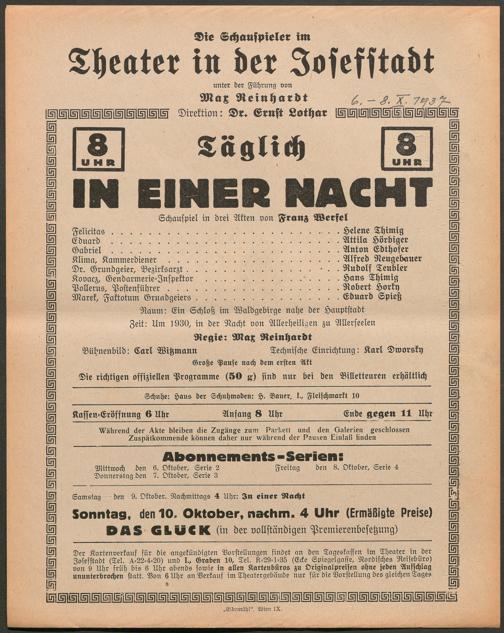 Die Schauspieler im
Theater in der Josefstadt
unter der Führung von
Max Reinhardt
6. – 8. X. 1937
Direktion: Dr. Ernst Lothar
8 UHR
Täglich
8 UHR
IN EINER NACHT
Schauspiel in drei Akten von Franz Werfel
Felicitas . . . . . . . . . . Helene Thimig
Eduard . . . . . . . . . . Attila Hörbiger
Gabriel . . . . . . . . . . Anton Edthofer
Klima, Kammerdiener . . . . . . . . . . Alfred Neugebauer
Dr. Grundgeier, Bezirksarzt . . . . . . . . . . Rudolf Teubler
Kovacz, Gendarmerie-Inspektor . . . . . . . . . . Hans Thimig
Pollerus, Postenführer . . . . . . . . . . Robert Horky
Marek, Faktotum Grundgeiers . . . . . . . . . . Eduard Spieß
Raum: Ein Schloß im Waldgebirge nahe der Hauptstadt
Zeit: Um 1930, in der Nacht von Allerheiligen zu Allerseelen
Regie: Max Reinhardt
Bühnenbild: Carl Witzmann Technische Einrichtung: Karl Dworsky
Große Pause nach dem ersten Akt
Die richtigen offiziellen Programme (50 g) sind nur bei den Billetteuren erhältlich
Schuhe: Haus der Schuhmoden: H. Bauer, I., Fleischmarkt 10
Kassen-Eröffnung 6 Uhr Anfang 8 Uhr Ende gegen 11 Uhr
Während der Akte bleiben die Zugänge zum Parkett und den Galerien geschlossen
Zuspätkommende können daher nur während der Pausen Einlaß finden
Abonnements-Serien:
Mittwoch den 6. Oktober, Serie 2 Freitag den 8. Oktober, Serie 4
Donnerstag den 7. Oktober, Serie 3
Samstag den 9. Oktober. Nachmittags 4 Uhr: In einer Nacht
Sonntag, den 10. Oktober, nachm. 4 Uhr (Ermäßigte Preise)
DAS GLÜCK (in der vollständigen Premierenbesetzung)
Der Kartenverkauf für die angekündigten Vorstellungen findet an den Tageskassen im Theater in der
Josefstadt (Tel. A-22-4-20) und I., Graben 10, Tel. R-29-1-35 (Ecke Spiegelgasse, Nordisches Reisebüro)
von 9 Uhr früh bis 6 Uhr abends sowie in allen Kartenbüros zu Originalpreisen ohne jeden Aufschlag
ununterbrochen statt. Von 6 Uhr an Verkauf im Theatergebäude nur für die Vorstellung des gleichen Tages
„Eibemühl", Wien IX.